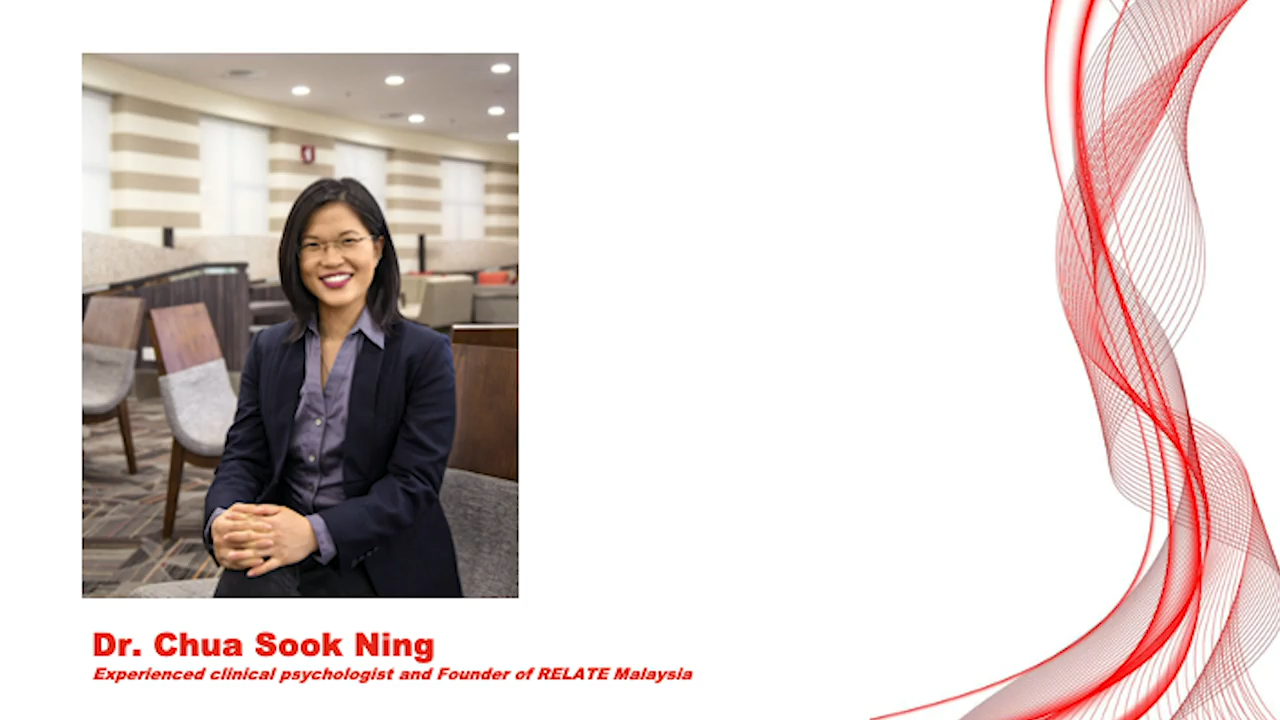 Dr. Chua Sook Ning
Experienced clinical psychologist and Founder of RELATE Malaysia